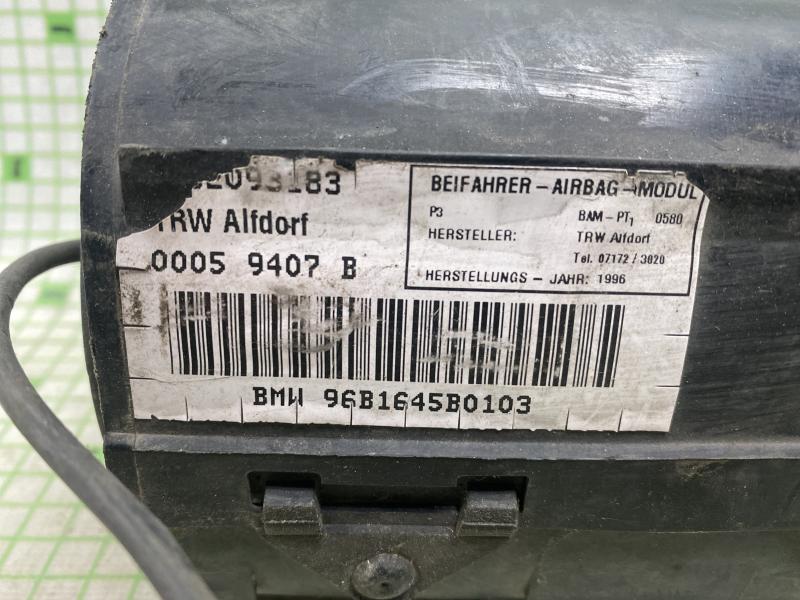 2093183
TRW Alfdorf
0005 9407 B
BEIFAHRER – AIRBAG – MODUL
P3 BAM – PT1 0580
HERSTELLER: TRW Alfdorf
Tel. 07172 / 3020
HERSTELLUNGS – JAHR: 1996
BMW 96B1645B0103